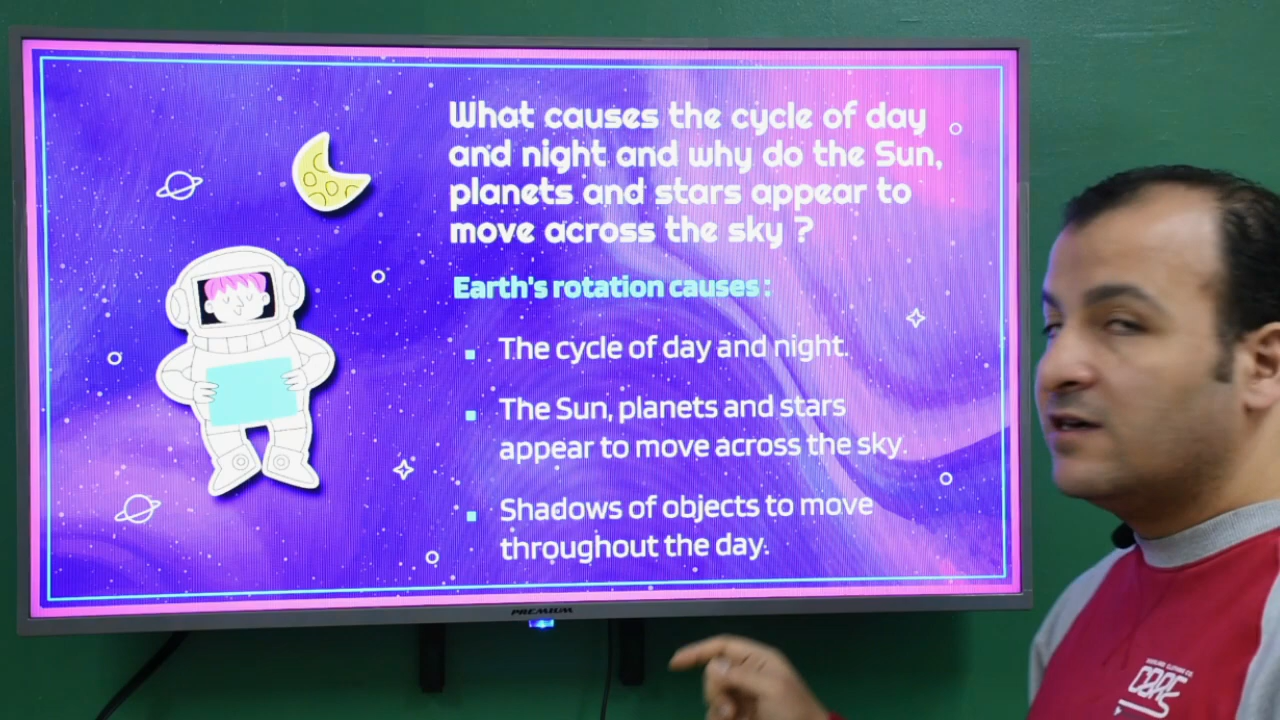 What causes the cycle of day
and night and why do the Sun,
planets and stars appear to
move across the sky ?
Earth's rotation causes :
▪ The cycle of day and night.
▪ The Sun, planets and stars
appear to move across the sky.
▪ Shadows of objects to move
throughout the day.
PREMIUM